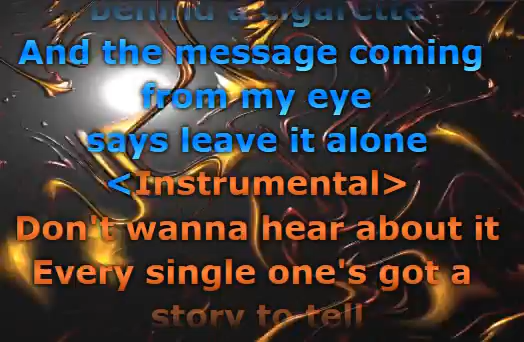 behind a cigarette
And the message coming
from my eye
says leave it alone
<Instrumental>
Don't wanna hear about it
Every single one's got a
story to tell